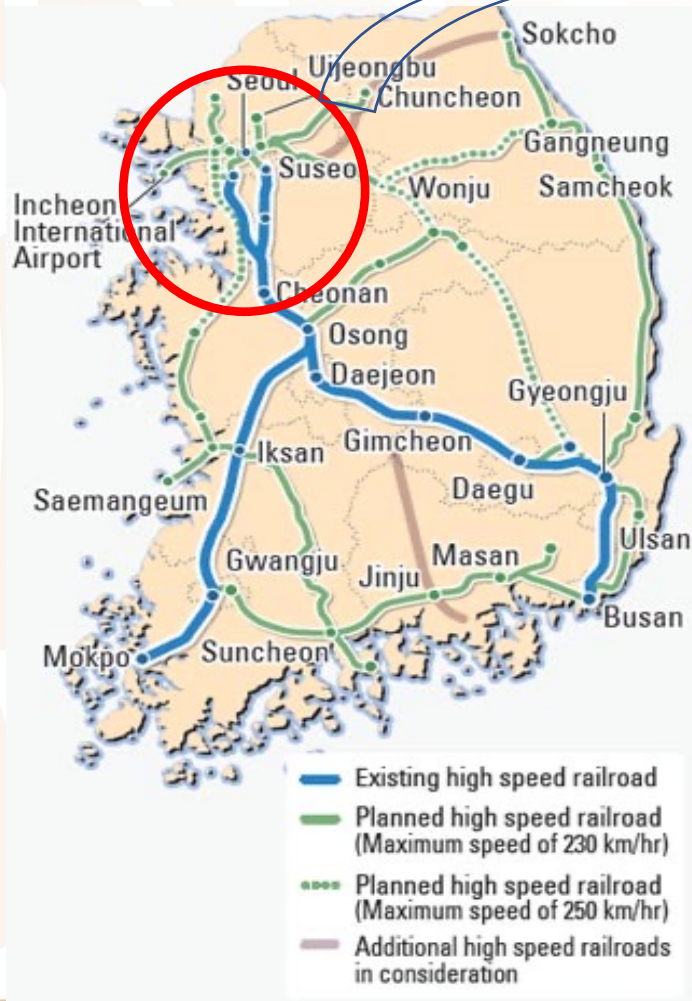 Sokcho
Uijeongbu
Seoul
Chuncheon
Gangneung
Suseo
Wonju
Samcheok
Incheon
International
Airport
Cheonan
Osong
Daejeon
Gyeongju
Gimcheon
Iksan
Daegu
Saemangeum
Ulsan
Gwangju
Masan
Jinju
Busan
Mokpo
Suncheon
Existing high speed railroad
Planned high speed railroad
(Maximum speed of 230 km/hr)
Planned high speed railroad
(Maximum speed of 250 km/hr)
Additional high speed railroads
in consideration